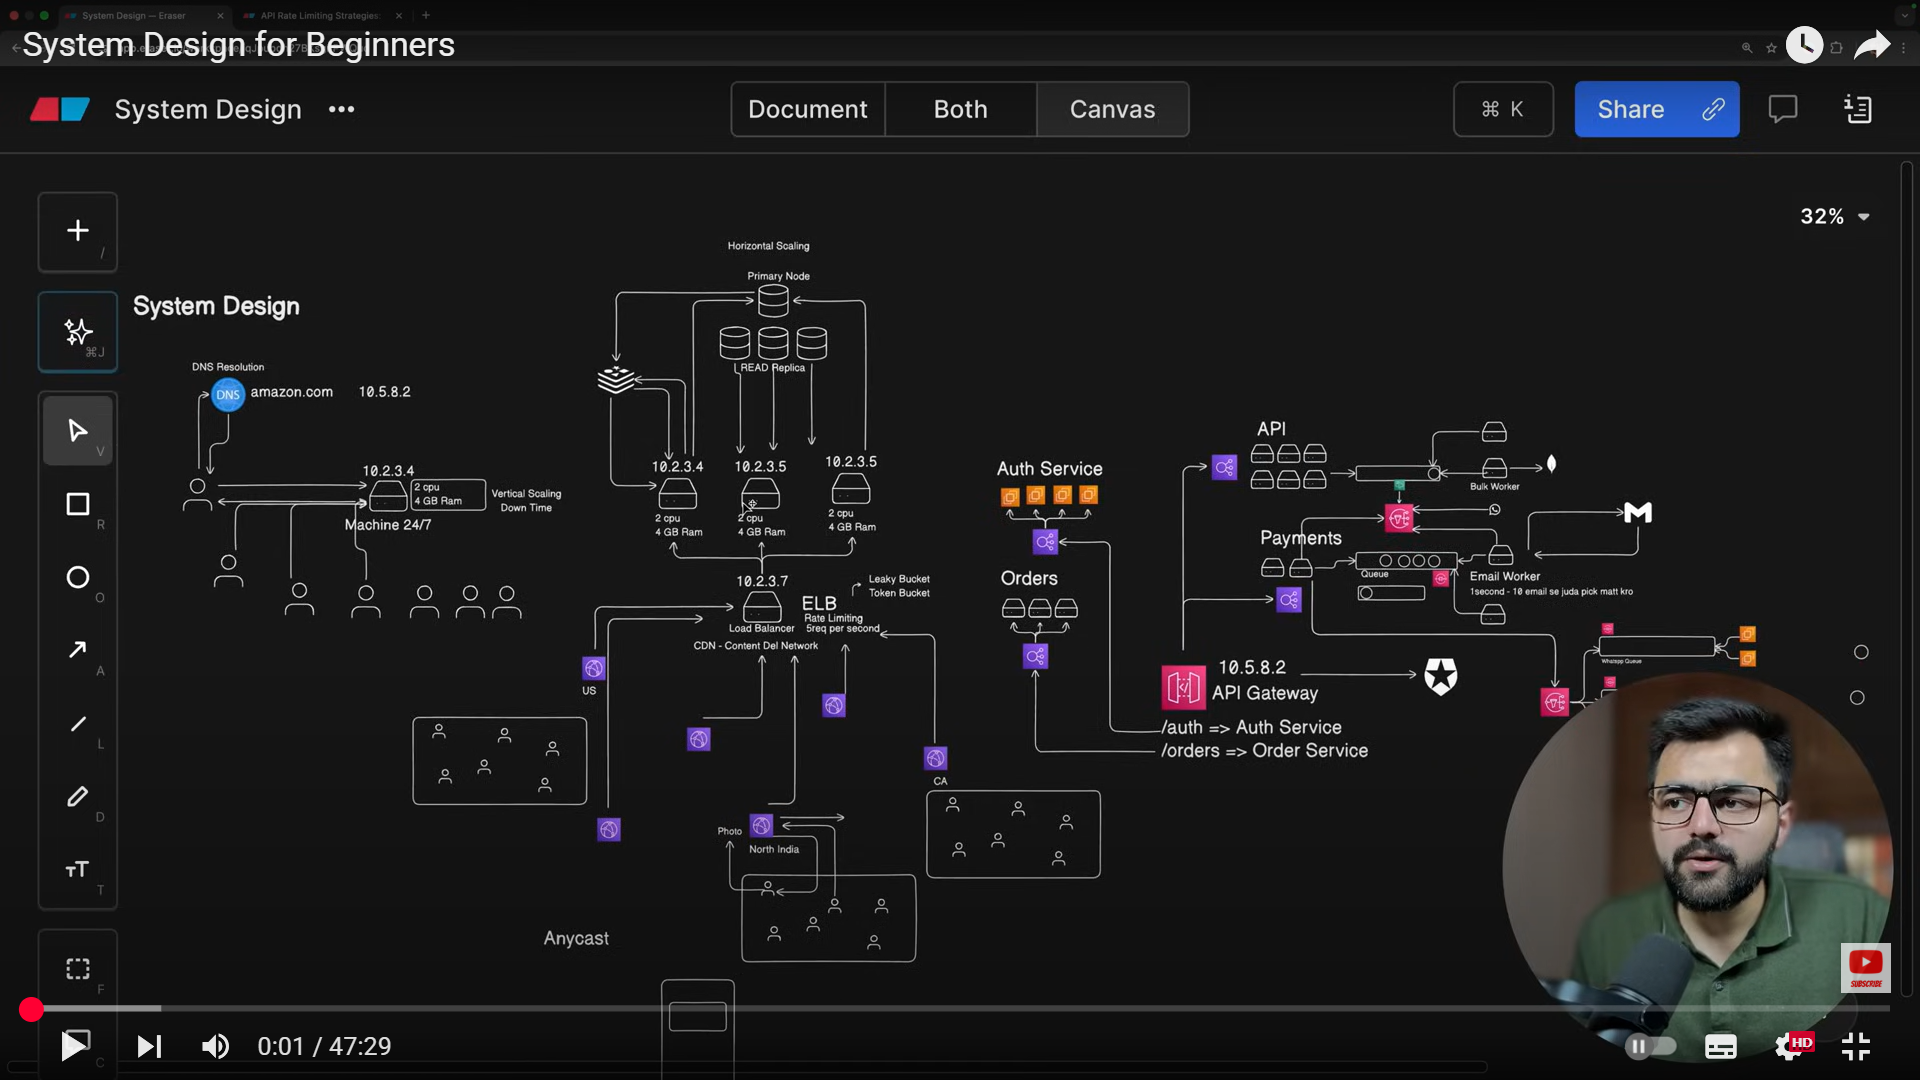 System Design — Eraser
API Rate Limiting Strategies:
System Design for Beginners
System Design
Document
Both
Canvas
⌘ K
Share
32%
/
⌘J
V
R
O
A
L
D
T
F
C
System Design
DNS Resolution
DNS
amazon.com
10.5.8.2
10.2.3.4
2 cpu
4 GB Ram
Machine 24/7
Vertical Scaling
Down Time
Horizontal Scaling
Primary Node
READ Replica
10.2.3.4
10.2.3.5
10.2.3.5
2 cpu
4 GB Ram
2 cpu
4 GB Ram
2 cpu
4 GB Ram
10.2.3.7
Load Balancer
ELB
Rate Limiting
5req per second
Leaky Bucket
Token Bucket
CDN - Content Del Network
US
CA
Photo
North India
Anycast
Auth Service
Orders
API
Bulk Worker
Payments
Queue
Email Worker
1second - 10 email se juda pick matt kro
10.5.8.2
API Gateway
/auth => Auth Service
/orders => Order Service
Whatsapp Queue
SUBSCRIBE
0:01 / 47:29
HD